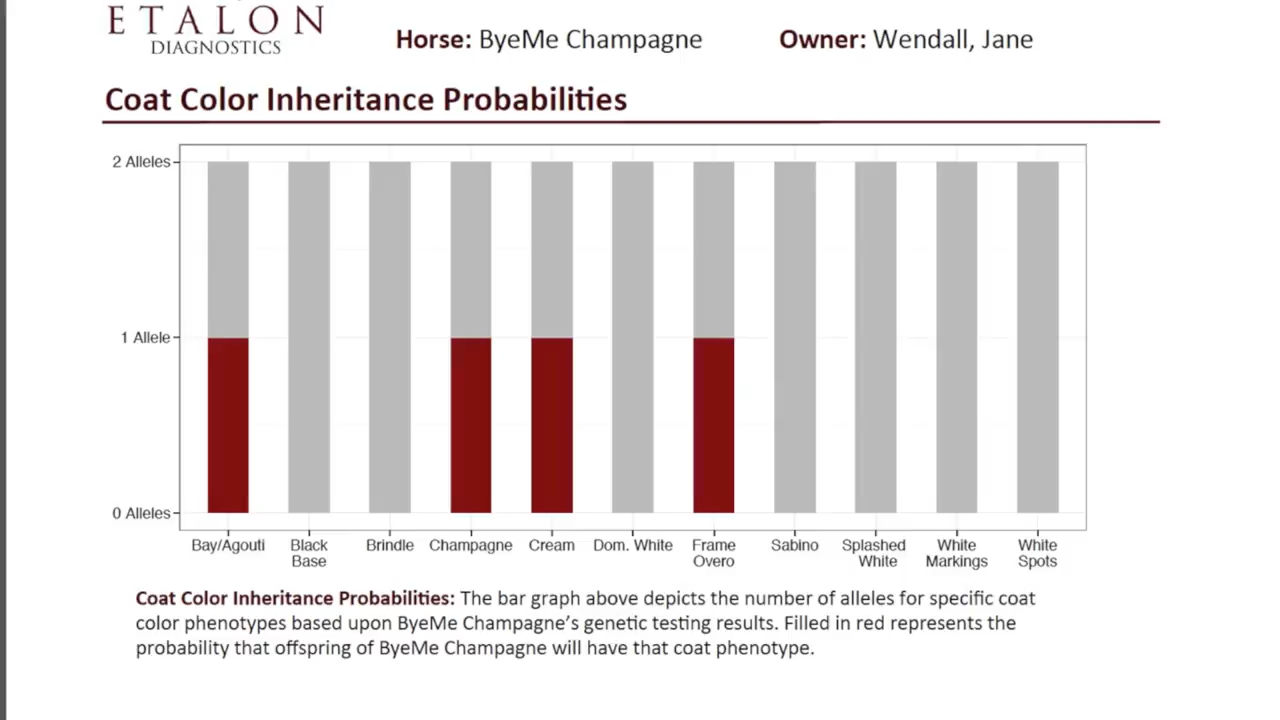 ETALON
DIAGNOSTICS
Horse: ByeMe Champagne
Owner: Wendall, Jane
Coat Color Inheritance Probabilities
2 Alleles
1 Allele
0 Alleles
Bay/Agouti
Black
Base
Brindle
Champagne
Cream
Dom. White
Frame
Overo
Sabino
Splashed
White
White
Markings
White
Spots
Coat Color Inheritance Probabilities: The bar graph above depicts the number of alleles for specific coat
color phenotypes based upon ByeMe Champagne's genetic testing results. Filled in red represents the
probability that offspring of ByeMe Champagne will have that coat phenotype.